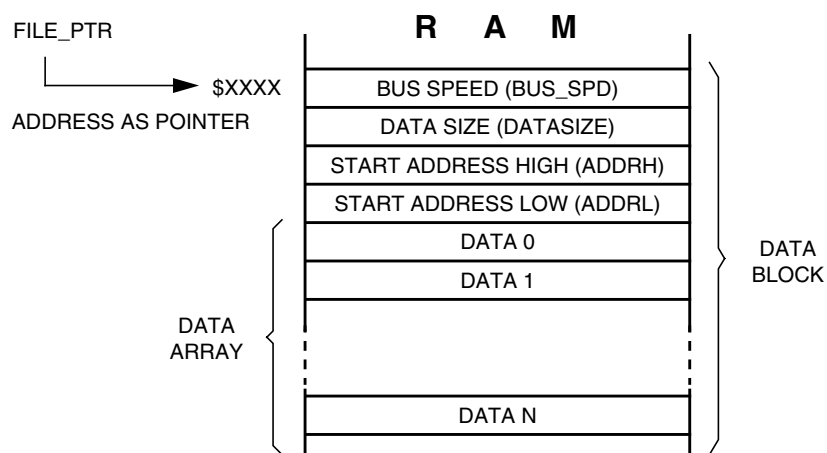 R A M
FILE_PTR
$XXXX
ADDRESS AS POINTER
BUS SPEED (BUS_SPD)
DATA SIZE (DATASIZE)
START ADDRESS HIGH (ADDRH)
START ADDRESS LOW (ADDRL)
DATA 0
DATA 1
DATA N
DATA
ARRAY
DATA
BLOCK